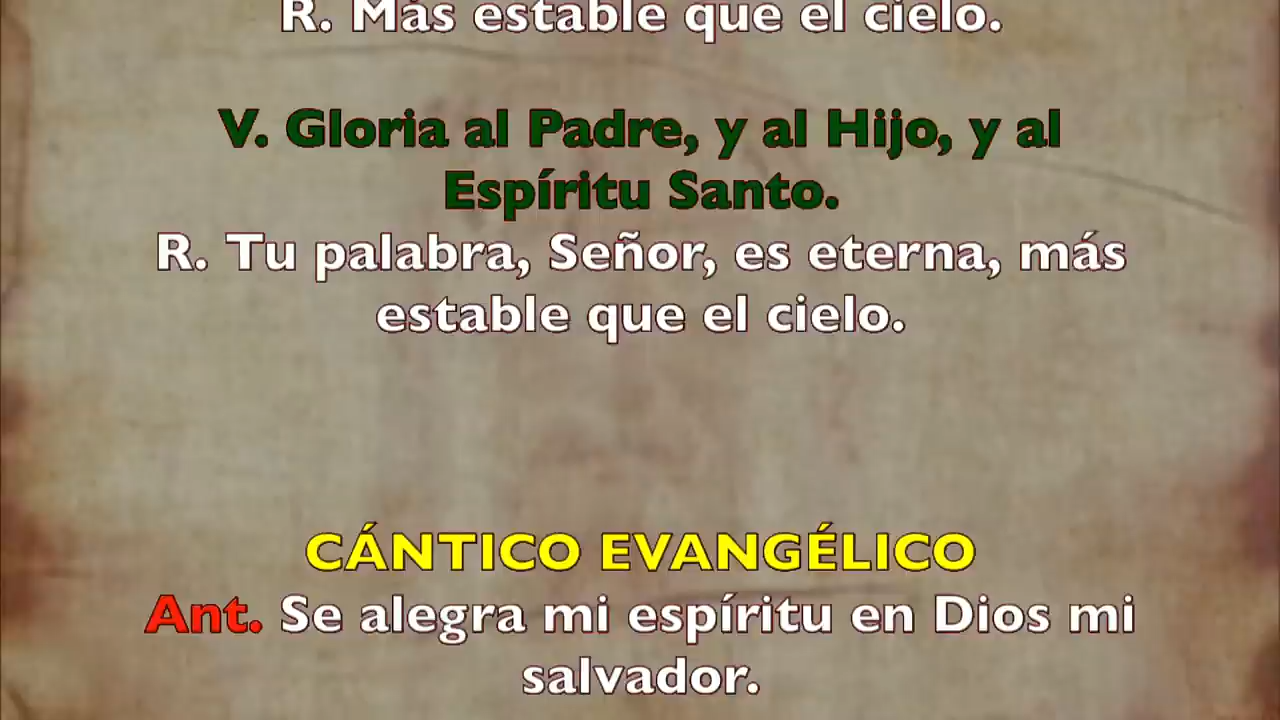 R. Más estable que el cielo.
V. Gloria al Padre, y al Hijo, y al
Espíritu Santo.
R. Tu palabra, Señor, es eterna, más
estable que el cielo.
CÁNTICO EVANGÉLICO
Ant. Se alegra mi espíritu en Dios mi
salvador.